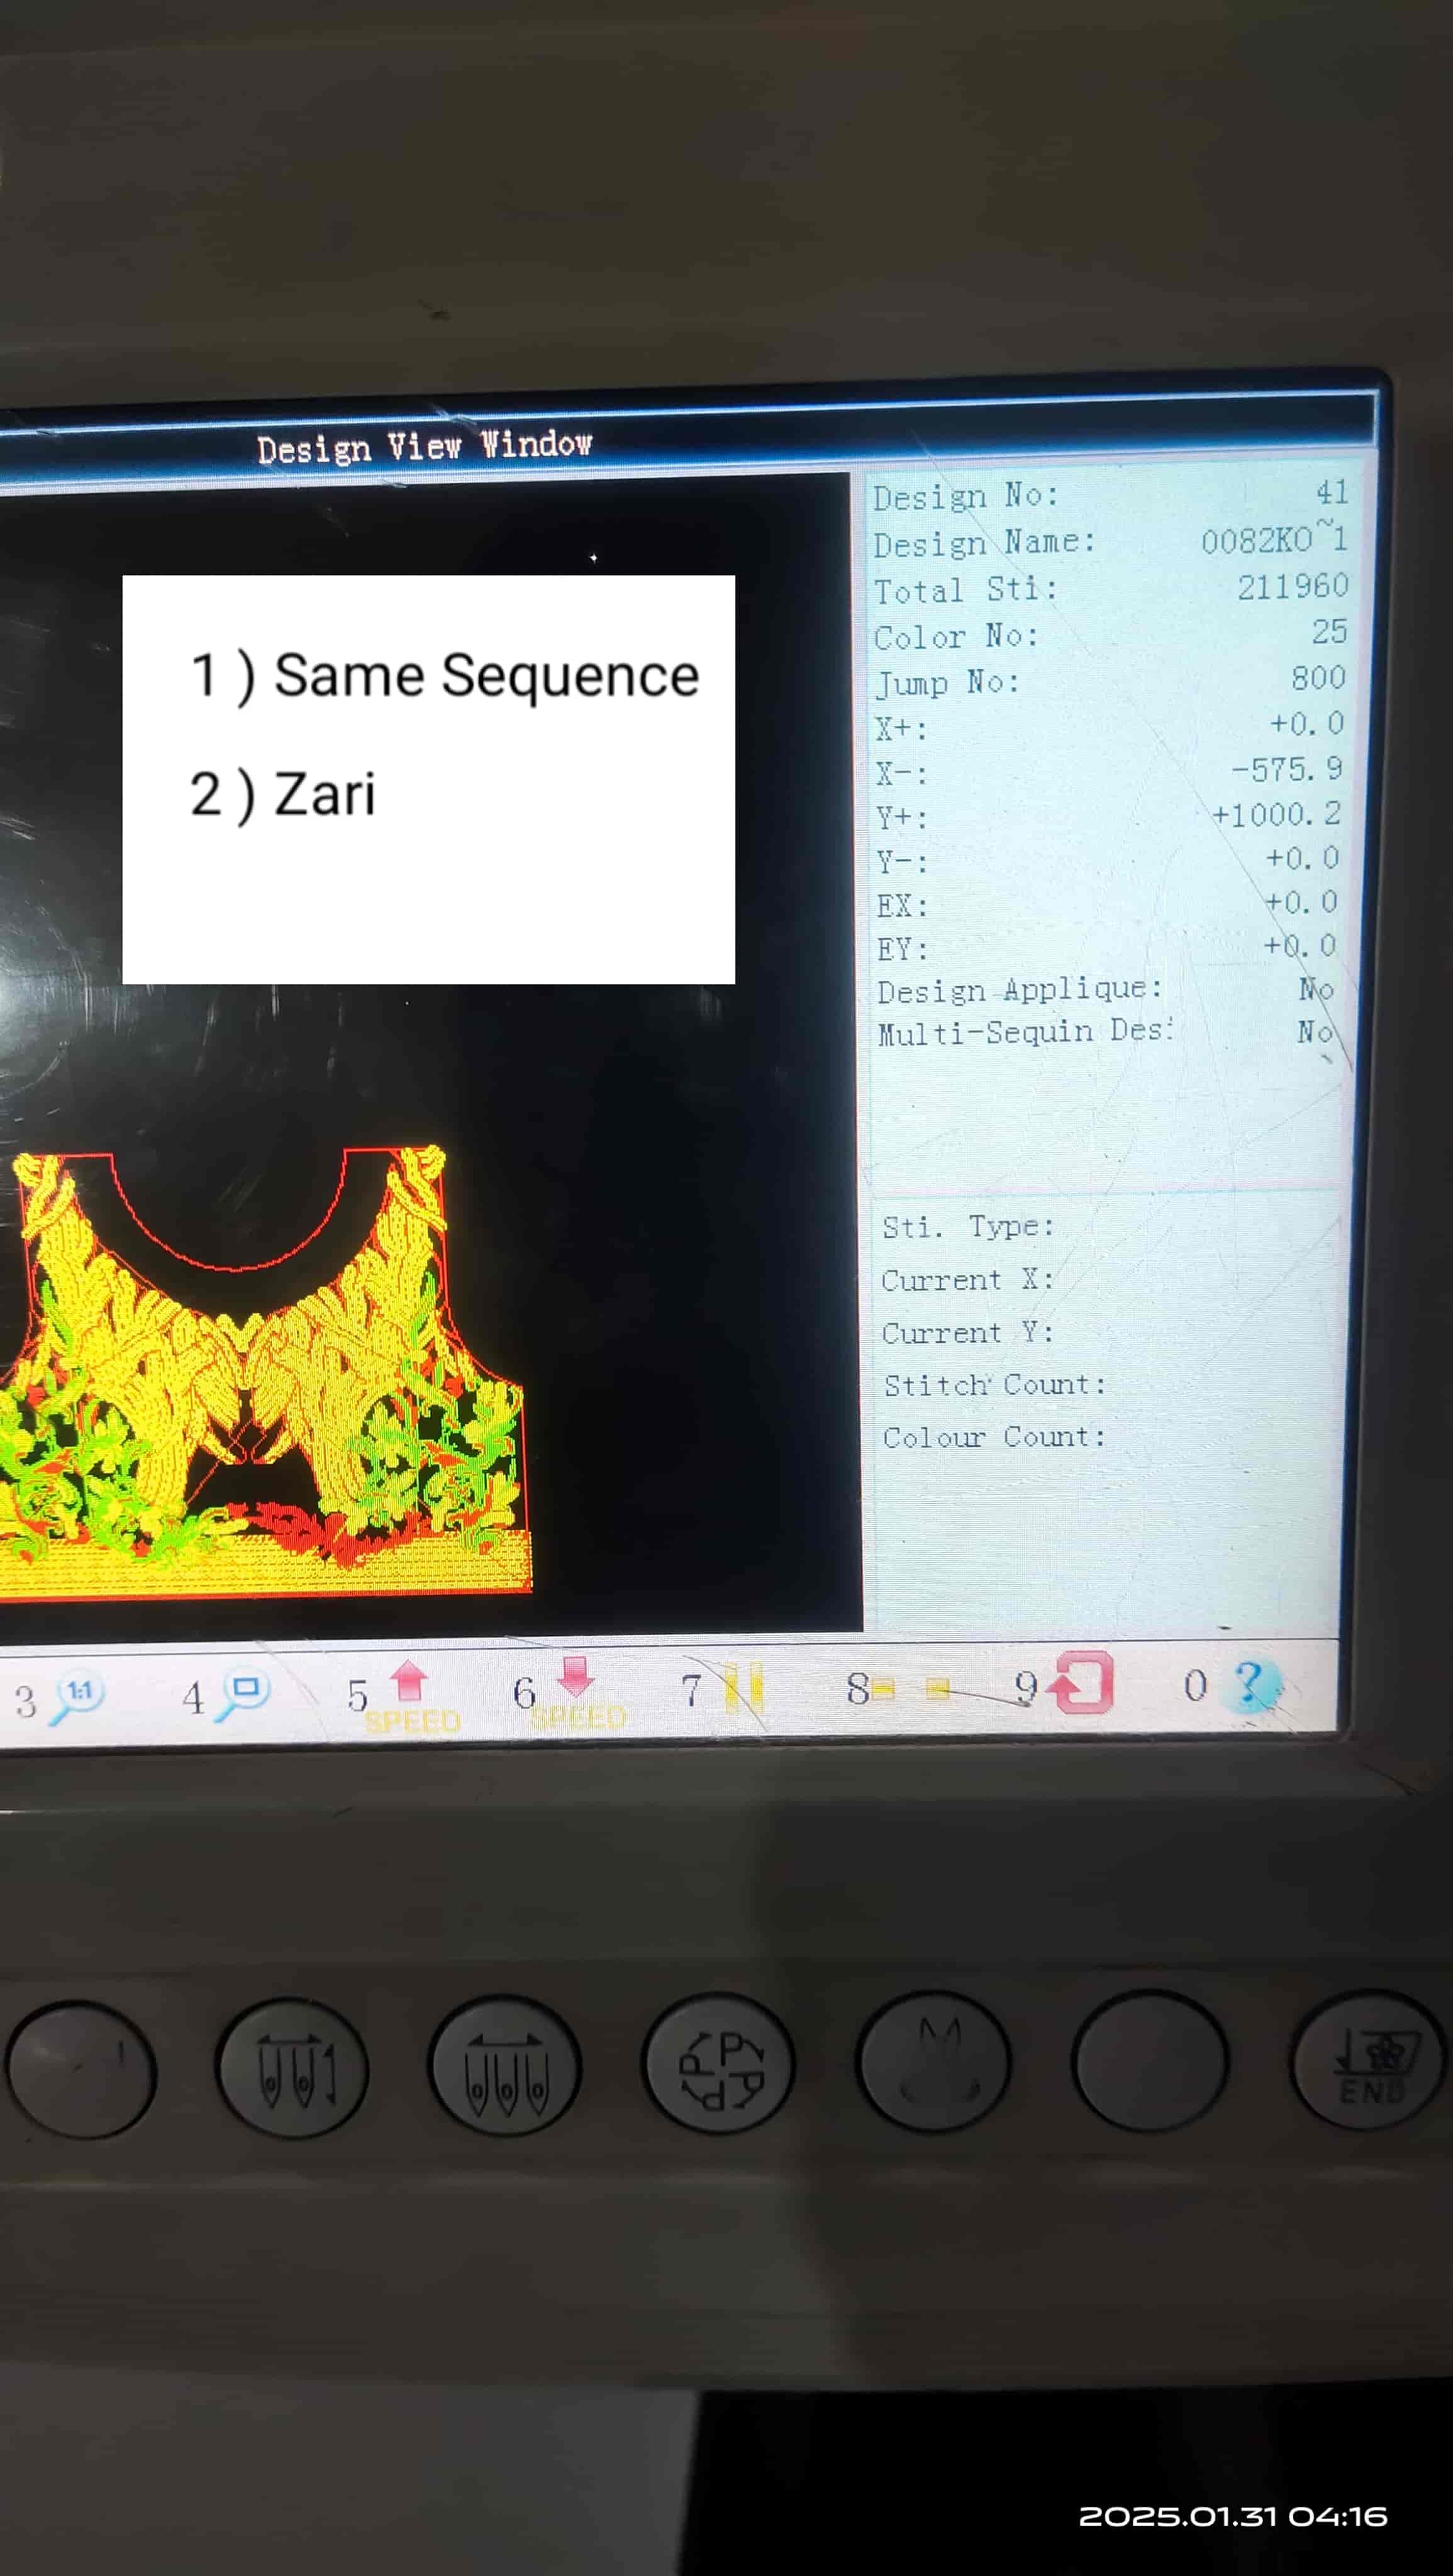 Design View Window
1 ) Same Sequence
2 ) Zari
Design No: 41
Design Name: 0082KO~1
Total Sti: 211960
Color No: 25
Jump No: 800
X+: +0.0
X-: -575.9
Y+: +1000.2
Y-: +0.0
EX: +0.0
EY: +0.0
Design Applique: No
Multi-Sequin Des: No
Sti. Type:
Current X:
Current Y:
Stitch Count:
Colour Count:
3 1:1 4 5 SPEED 6 SPEED 7 8 9 0 ?
P P P P
END
2025.01.31 04:16